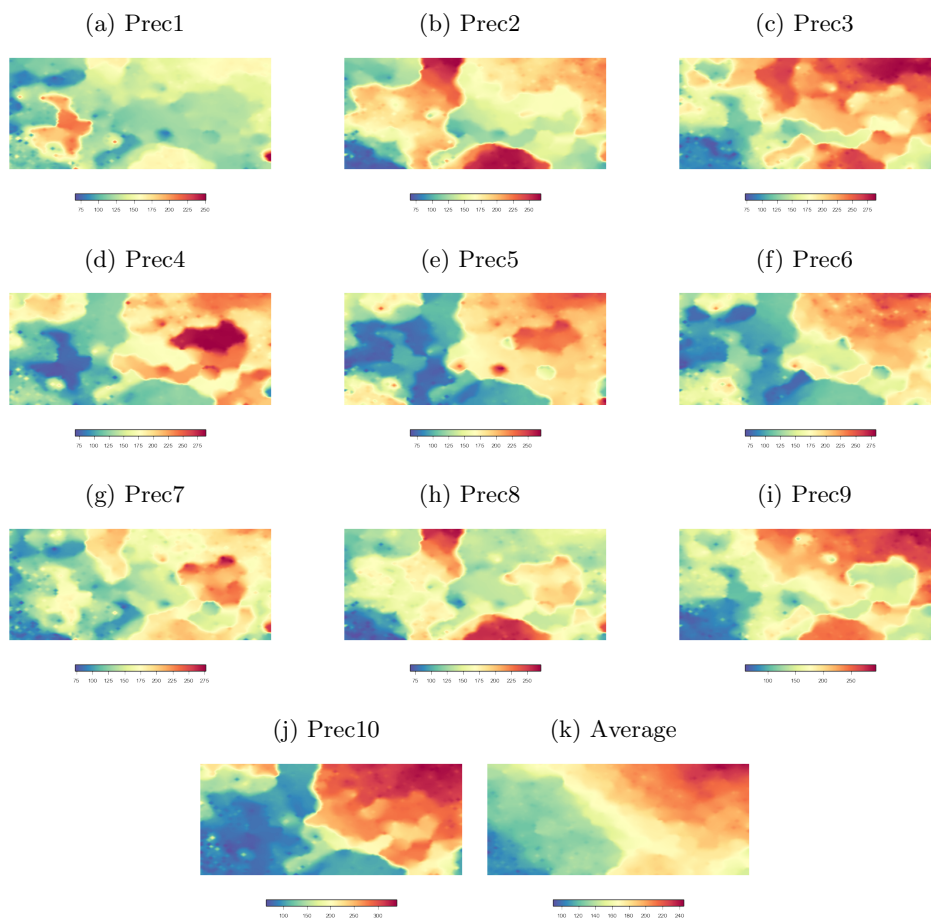 (a) Prec1
(b) Prec2
(c) Prec3
75 100 125 150 175 200 225 250
75 100 125 150 175 200 225 250
75 100 125 150 175 200 225 250 275
(d) Prec4
(e) Prec5
(f) Prec6
75 100 125 150 175 200 225 250 275
75 100 125 150 175 200 225 250
75 100 125 150 175 200 225 250 275
(g) Prec7
(h) Prec8
(i) Prec9
75 100 125 150 175 200 225 250 275
75 100 125 150 175 200 225 250
100 150 200 250
(j) Prec10
(k) Average
100 150 200 250 300
100 120 140 160 180 200 220 240